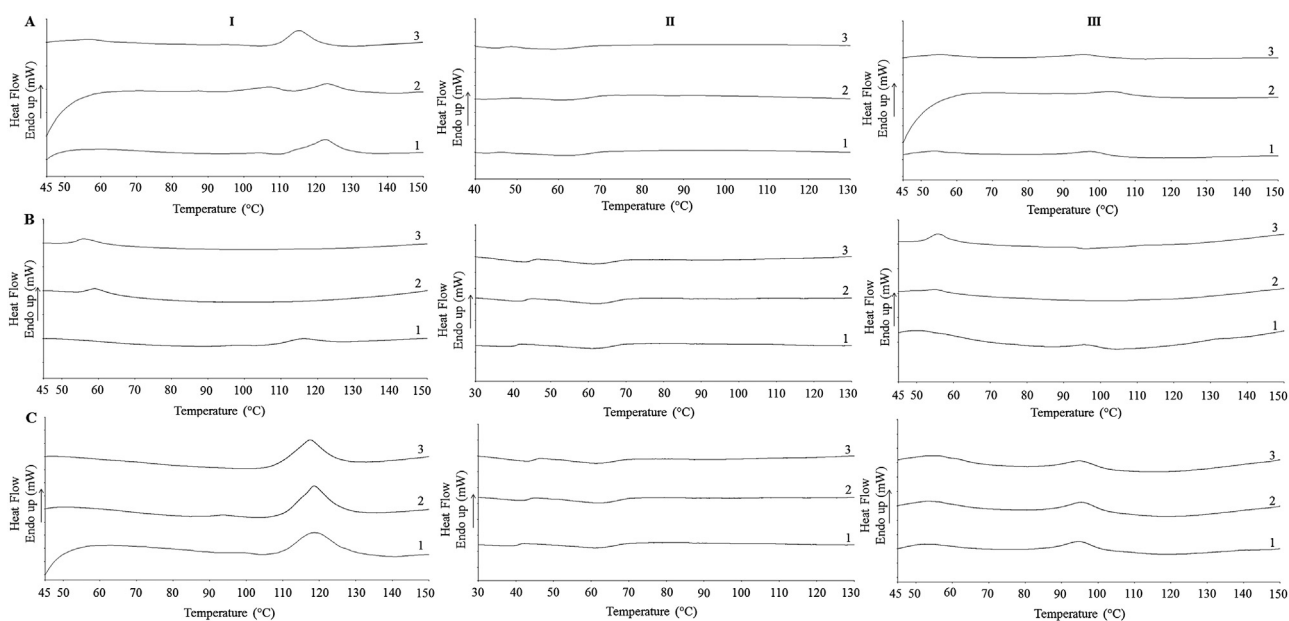 A
I
II
III
Heat Flow
Endo up (mW)
3
2
1
45 50 60 70 80 90 100 110 120 130 140 150
Temperature (°C)
Heat Flow
Endo up (mW)
3
2
1
40 50 60 70 80 90 100 110 120 130
Temperature (°C)
Heat Flow
Endo up (mW)
3
2
1
45 50 60 70 80 90 100 110 120 130 140 150
Temperature (°C)
B
Heat Flow
Endo up (mW)
3
2
1
45 50 60 70 80 90 100 110 120 130 140 150
Temperature (°C)
Heat Flow
Endo up (mW)
3
2
1
30 40 50 60 70 80 90 100 110 120 130
Temperature (°C)
Heat Flow
Endo up (mW)
3
2
1
45 50 60 70 80 90 100 110 120 130 140 150
Temperature (°C)
C
Heat Flow
Endo up (mW)
3
2
1
45 50 60 70 80 90 100 110 120 130 140 150
Temperature (°C)
Heat Flow
Endo up (mW)
3
2
1
30 40 50 60 70 80 90 100 110 120 130
Temperature (°C)
Heat Flow
Endo up (mW)
3
2
1
45 50 60 70 80 90 100 110 120 130 140 150
Temperature (°C)